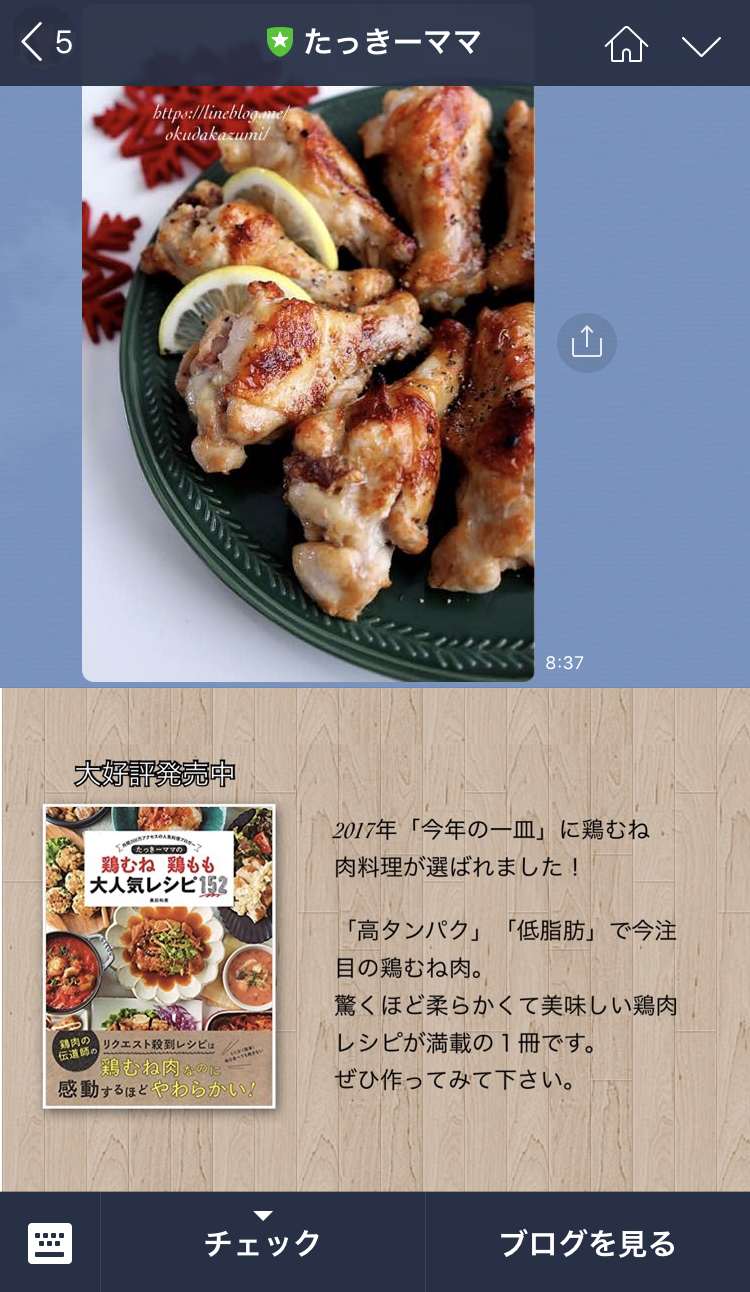 5
たっきーママ
https://lineblog.me/
okudakazumi/
8:37
大好評発売中
たっきーママの
鶏むね 鶏もも
大人気レシピ152
奥田和美
鶏肉の
伝道師の
リクエスト殺到レシピは
鶏むね肉なのに
感動するほどやわらかい!
2017年「今年の一皿」に鶏むね
肉料理が選ばれました!
「高タンパク」「低脂肪」で今注
目の鶏むね肉。
驚くほど柔らかくて美味しい鶏肉
レシピが満載の1冊です。
ぜひ作ってみて下さい。
チェック
ブログを見る